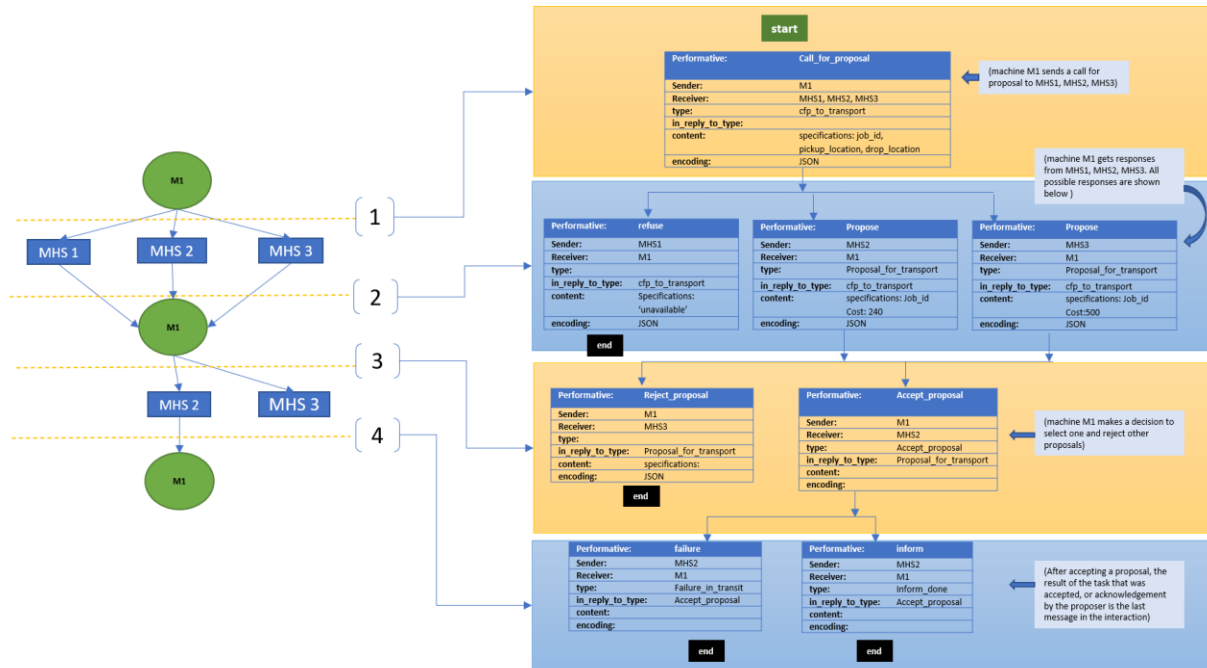 M1
MHS 1
MHS 2
MHS 3
M1
MHS 2
MHS 3
M1
1
2
3
4
start
Performative: Call_for_proposal
Sender: M1
Receiver: MHS1, MHS2, MHS3
type: cfp_to_transport
in_reply_to_type:
content: specifications: job_id,
pickup_location, drop_location
encoding: JSON
(machine M1 sends a call for
proposal to MHS1, MHS2, MHS3)
(machine M1 gets responses
from MHS1, MHS2, MHS3. All
possible responses are shown
below )
Performative: refuse
Sender: MHS1
Receiver: M1
type:
in_reply_to_type: cfp_to_transport
content: Specifications:
‘unavailable’
encoding: JSON
end
Performative: Propose
Sender: MHS2
Receiver: M1
type: Proposal_for_transport
in_reply_to_type: cfp_to_transport
content: specifications: Job_id
Cost: 240
encoding: JSON
Performative: Propose
Sender: MHS3
Receiver: M1
type: Proposal_for_transport
in_reply_to_type: cfp_to_transport
content: specifications: Job_id
Cost:500
encoding: JSON
Performative: Reject_proposal
Sender: M1
Receiver: MHS3
type:
in_reply_to_type: Proposal_for_transport
content: specifications:
encoding: JSON
end
Performative: Accept_proposal
Sender: M1
Receiver: MHS2
type: Accept_proposal
in_reply_to_type: Proposal_for_transport
content:
encoding:
(machine M1 makes a decision to
select one and reject other
proposals)
Performative: failure
Sender: MHS2
Receiver: M1
type: Failure_in_transit
in_reply_to_type: Accept_proposal
content:
encoding:
end
Performative: inform
Sender: MHS2
Receiver: M1
type: Inform_done
in_reply_to_type: Accept_proposal
content:
encoding:
end
(After accepting a proposal, the
result of the task that was
accepted, or acknowledgement
by the proposer is the last
message in the interaction)